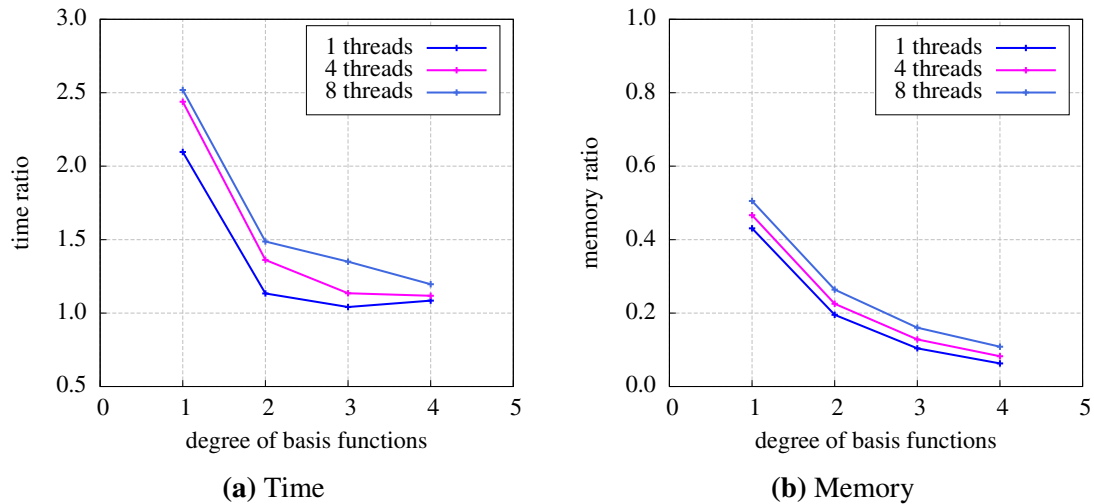 3.0
2.5
2.0
1.5
1.0
0.5
0 1 2 3 4 5
time ratio
degree of basis functions
1 threads
4 threads
8 threads
(a) Time
1.0
0.8
0.6
0.4
0.2
0.0
0 1 2 3 4 5
memory ratio
degree of basis functions
1 threads
4 threads
8 threads
(b) Memory